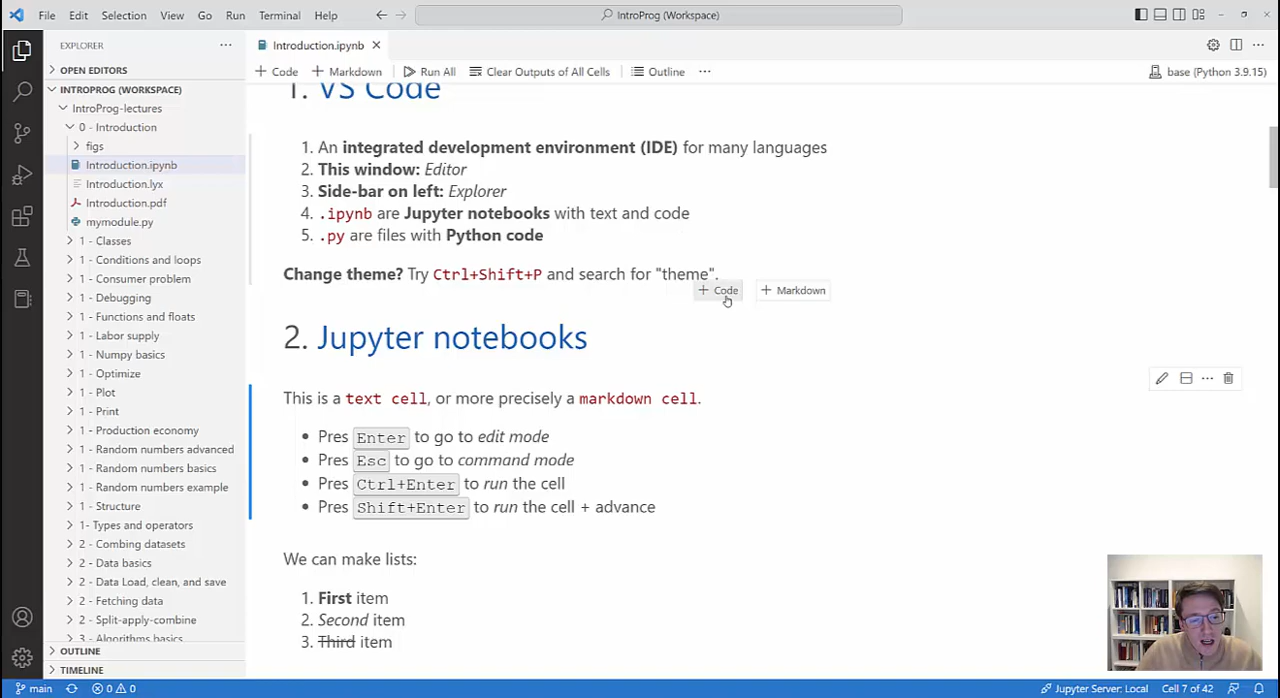 File Edit Selection View Go Run Terminal Help IntroProg (Workspace)
EXPLORER
Introduction.ipynb
OPEN EDITORS
+ Code + Markdown Run All Clear Outputs of All Cells Outline base (Python 3.9.15)
INTROPROG (WORKSPACE)
IntroProg-lectures
0 - Introduction
figs
Introduction.ipynb
Introduction.lyx
Introduction.pdf
mymodule.py
1 - Classes
1 - Conditions and loops
1 - Consumer problem
1 - Debugging
1 - Functions and floats
1 - Labor supply
1 - Numpy basics
1 - Optimize
1 - Plot
1 - Print
1 - Production economy
1 - Random numbers advanced
1 - Random numbers basics
1 - Random numbers example
1 - Structure
1- Types and operators
2 - Combing datasets
2 - Data basics
2 - Data Load, clean, and save
2 - Fetching data
2 - Split-apply-combine
3 - Algorithms basics
OUTLINE
TIMELINE
1. VS Code
1. An integrated development environment (IDE) for many languages
2. This window: Editor
3. Side-bar on left: Explorer
4. .ipynb are Jupyter notebooks with text and code
5. .py are files with Python code
Change theme? Try Ctrl+Shift+P and search for "theme".
+ Code + Markdown
2. Jupyter notebooks
This is a text cell, or more precisely a markdown cell.
• Pres Enter to go to edit mode
• Pres Esc to go to command mode
• Pres Ctrl+Enter to run the cell
• Pres Shift+Enter to run the cell + advance
We can make lists:
1. First item
2. Second item
3. Third item
main 0 0 Jupyter Server: Local Cell 7 of 42